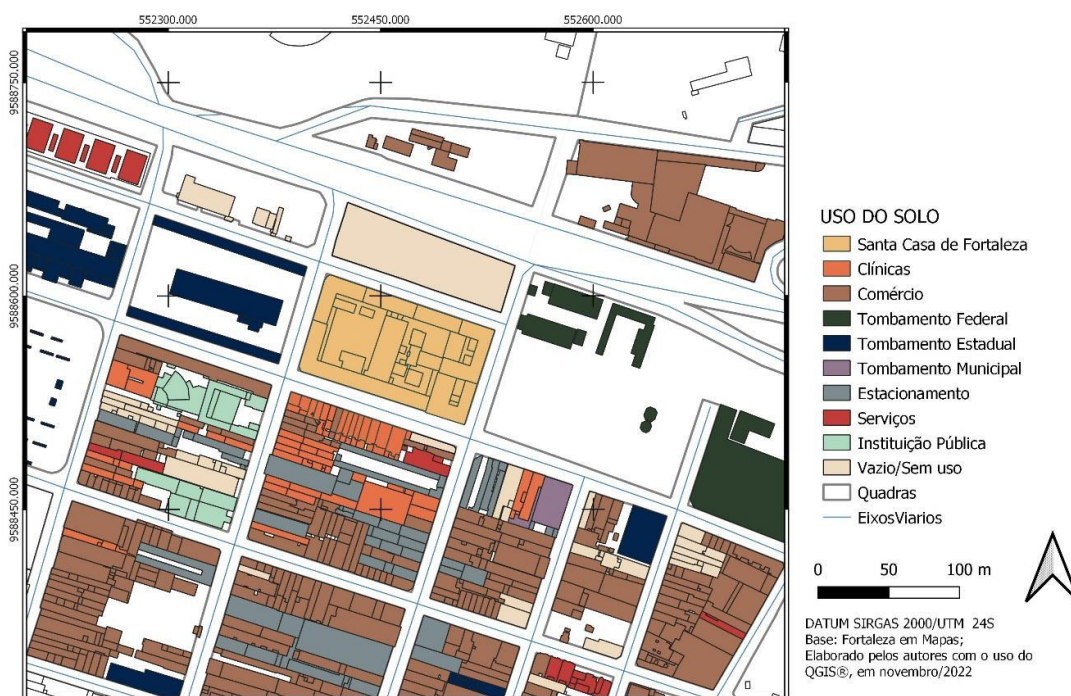 552300.000
552450.000
552600.000
9588750.000
9588600.000
9588450.000
USO DO SOLO
Santa Casa de Fortaleza
Clínicas
Comércio
Tombamento Federal
Tombamento Estadual
Tombamento Municipal
Estacionamento
Serviços
Instituição Pública
Vazio/Sem uso
Quadras
EixosViarios
0 50 100 m
DATUM SIRGAS 2000/UTM 24S
Base: Fortaleza em Mapas;
Elaborado pelos autores com o uso do
QGIS®, em novembro/2022